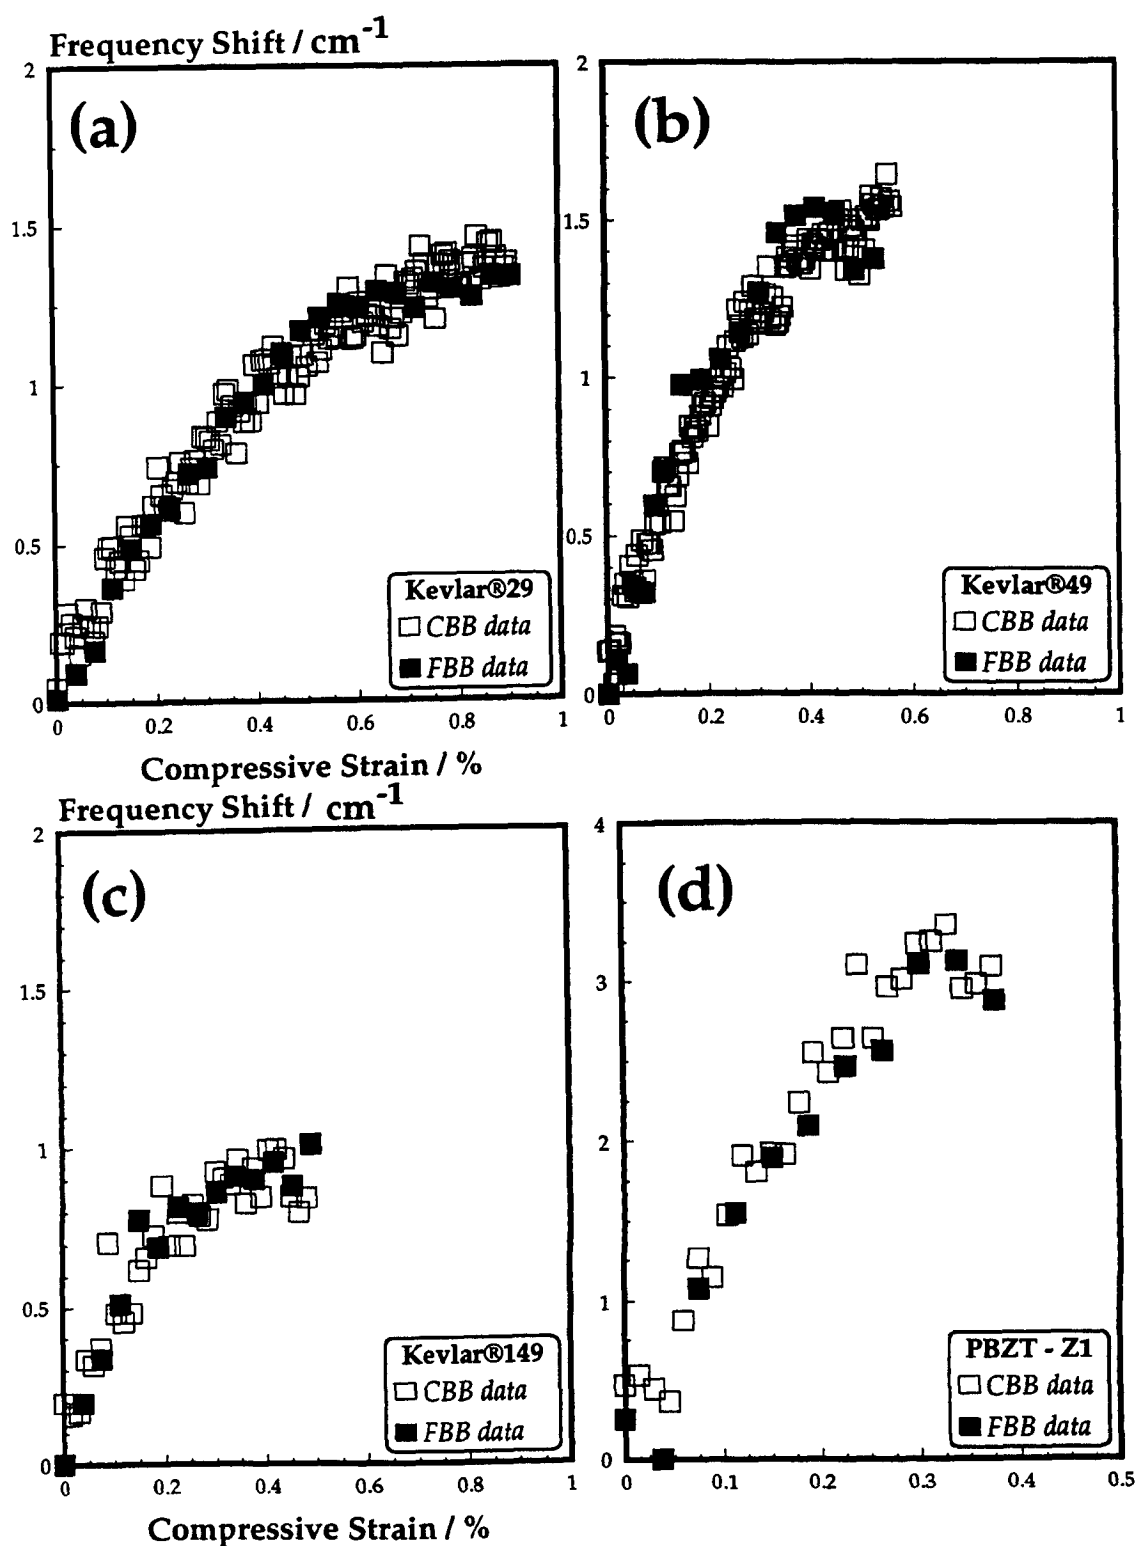 Frequency Shift / cm⁻¹
(a)
2
1.5
1
0.5
0
Kevlar®29
CBB data
FBB data
0 0.2 0.4 0.6 0.8 1
Compressive Strain / %
(b)
2
1.5
1
0.5
0
Kevlar®49
CBB data
FBB data
0 0.2 0.4 0.6 0.8 1
Frequency Shift / cm⁻¹
(c)
2
1.5
1
0.5
0
Kevlar®149
CBB data
FBB data
0 0.2 0.4 0.6 0.8 1
Compressive Strain / %
(d)
4
3
2
1
0
PBZT - Z1
CBB data
FBB data
0 0.1 0.2 0.3 0.4 0.5